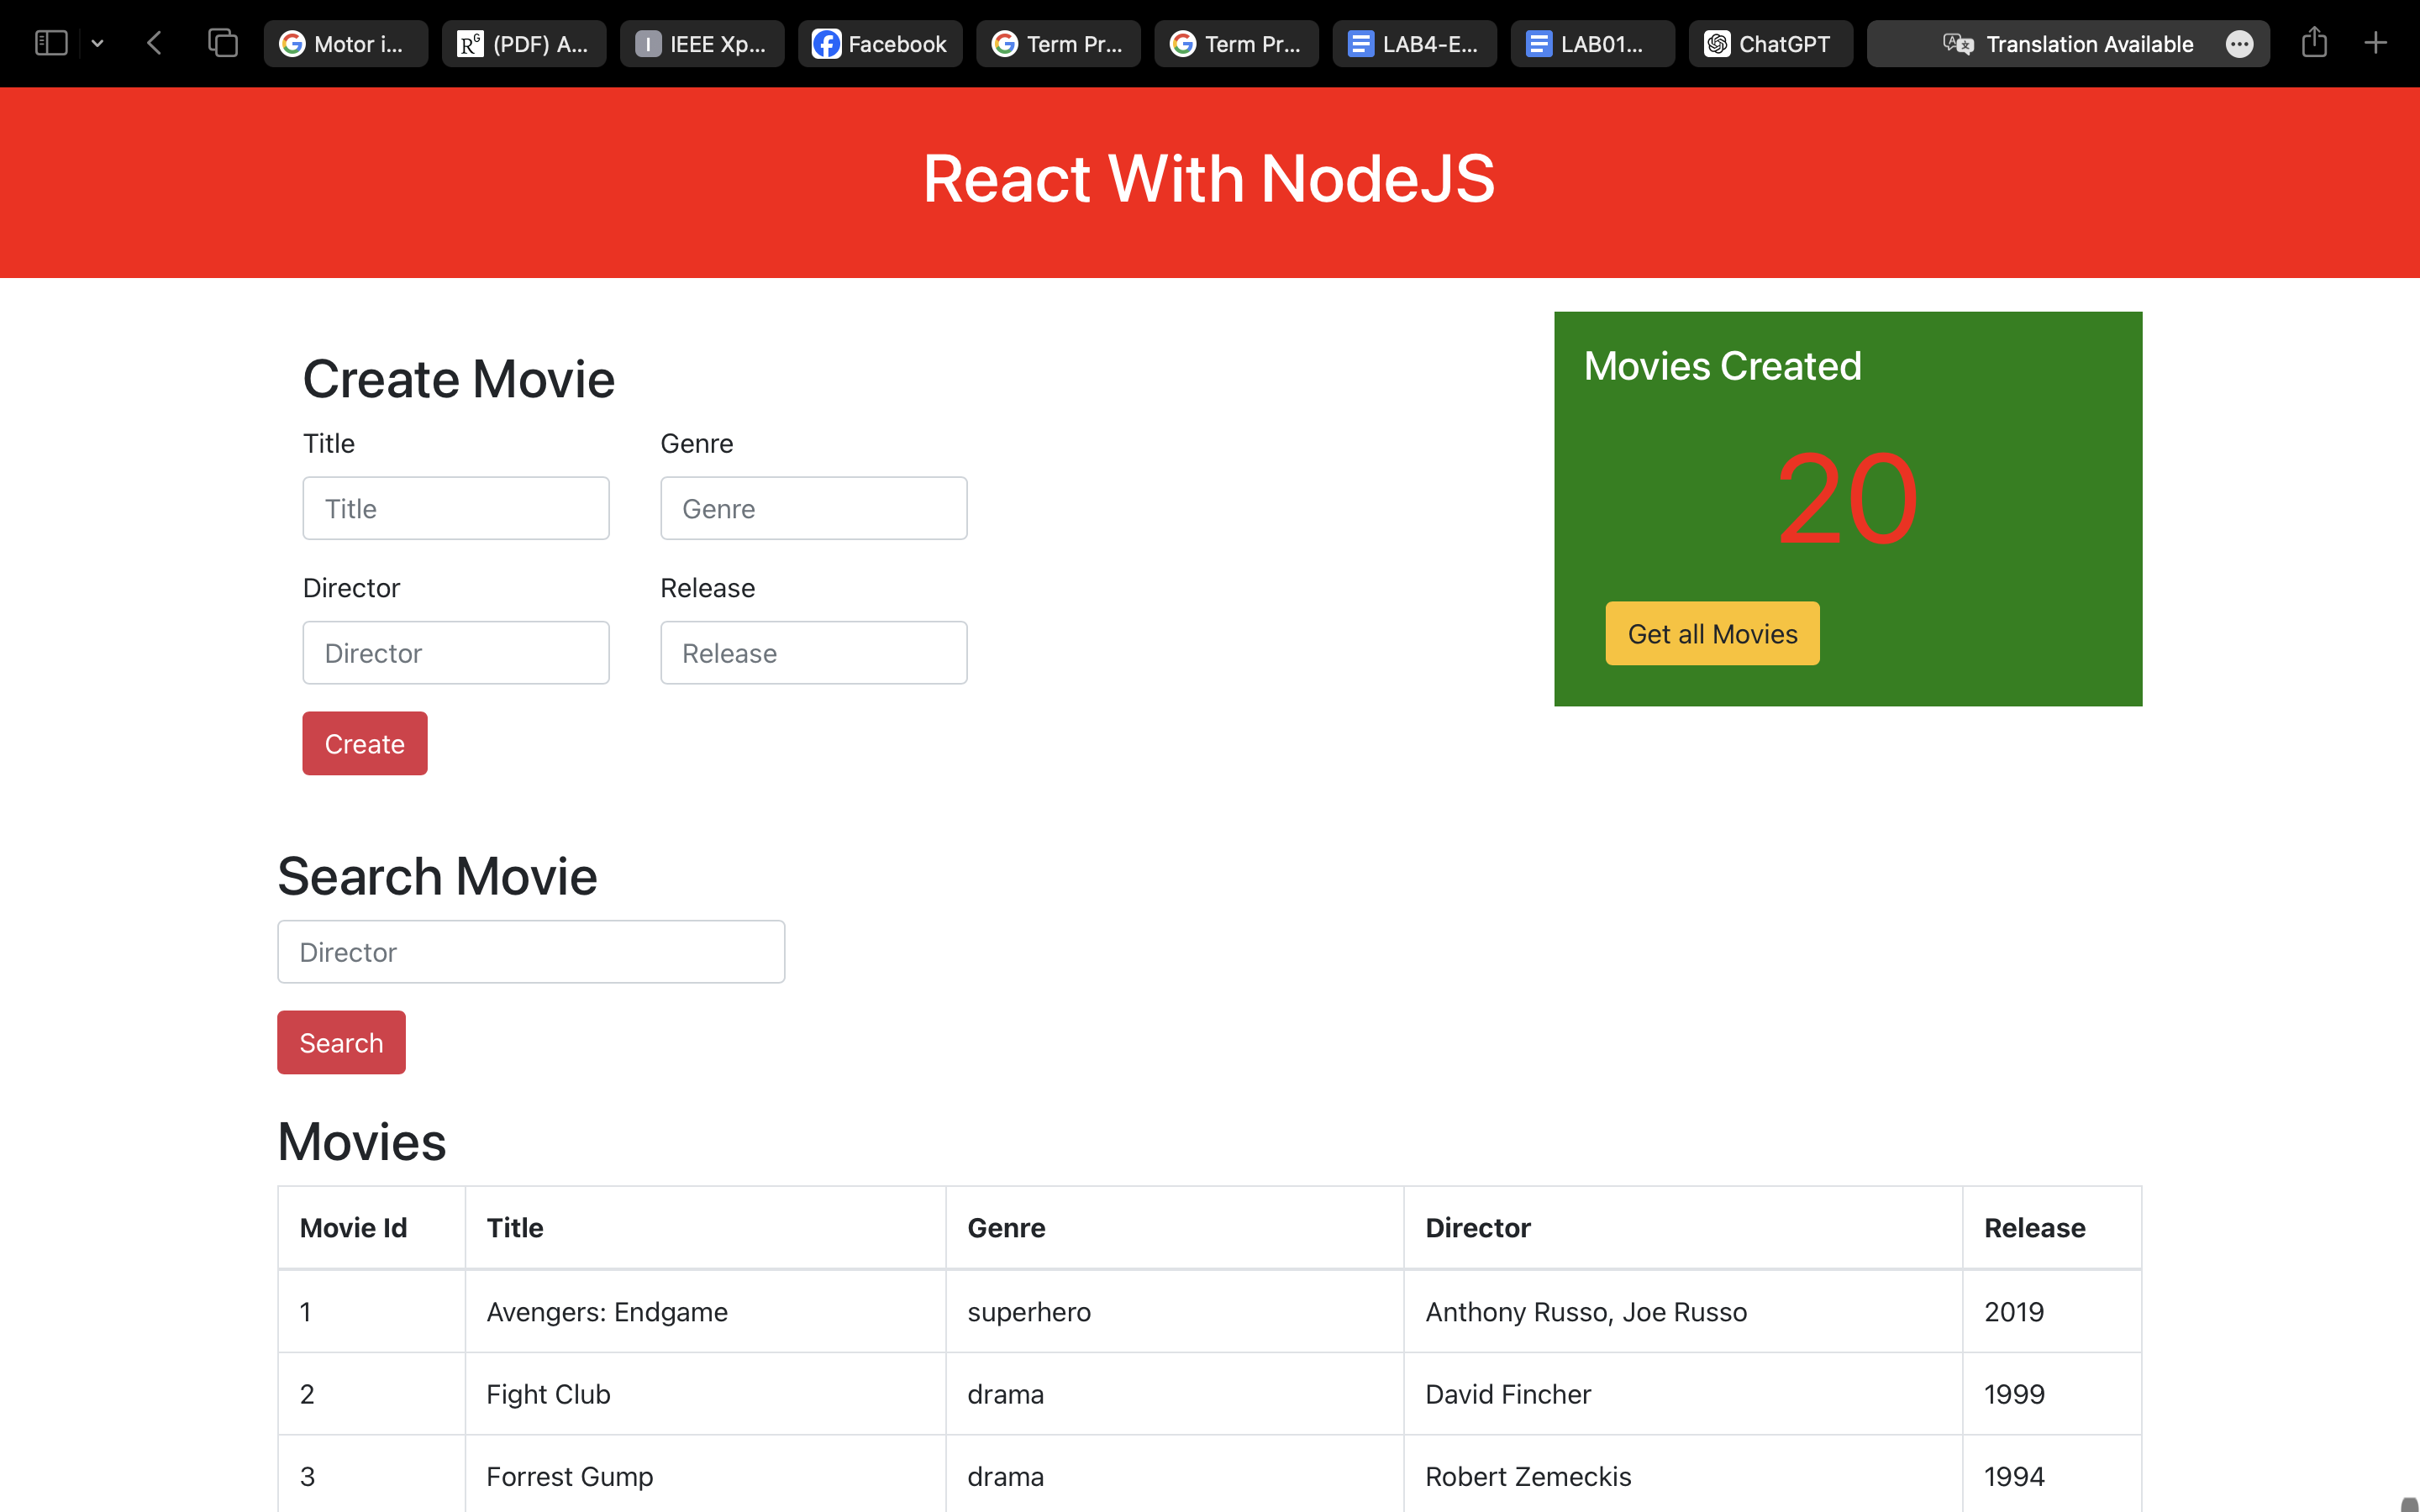 Motor i... (PDF) A... IEEE Xp... Facebook Term Pr... Term Pr... LAB4-E... LAB01... ChatGPT Translation Available
React With NodeJS
Create Movie
Title Genre
Title Genre
Director Release
Director Release
Create
Movies Created
20
Get all Movies
Search Movie
Director
Search
Movies
Movie Id Title Genre Director Release
1 Avengers: Endgame superhero Anthony Russo, Joe Russo 2019
2 Fight Club drama David Fincher 1999
3 Forrest Gump drama Robert Zemeckis 1994